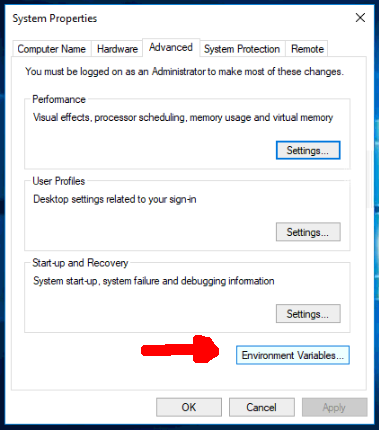 System Properties
Computer Name Hardware Advanced System Protection Remote
You must be logged on as an Administrator to make most of these changes.
Performance
Visual effects, processor scheduling, memory usage and virtual memory
Settings...
User Profiles
Desktop settings related to your sign-in
Settings...
Start-up and Recovery
System start-up, system failure and debugging information
Settings...
Environment Variables...
OK Cancel Apply